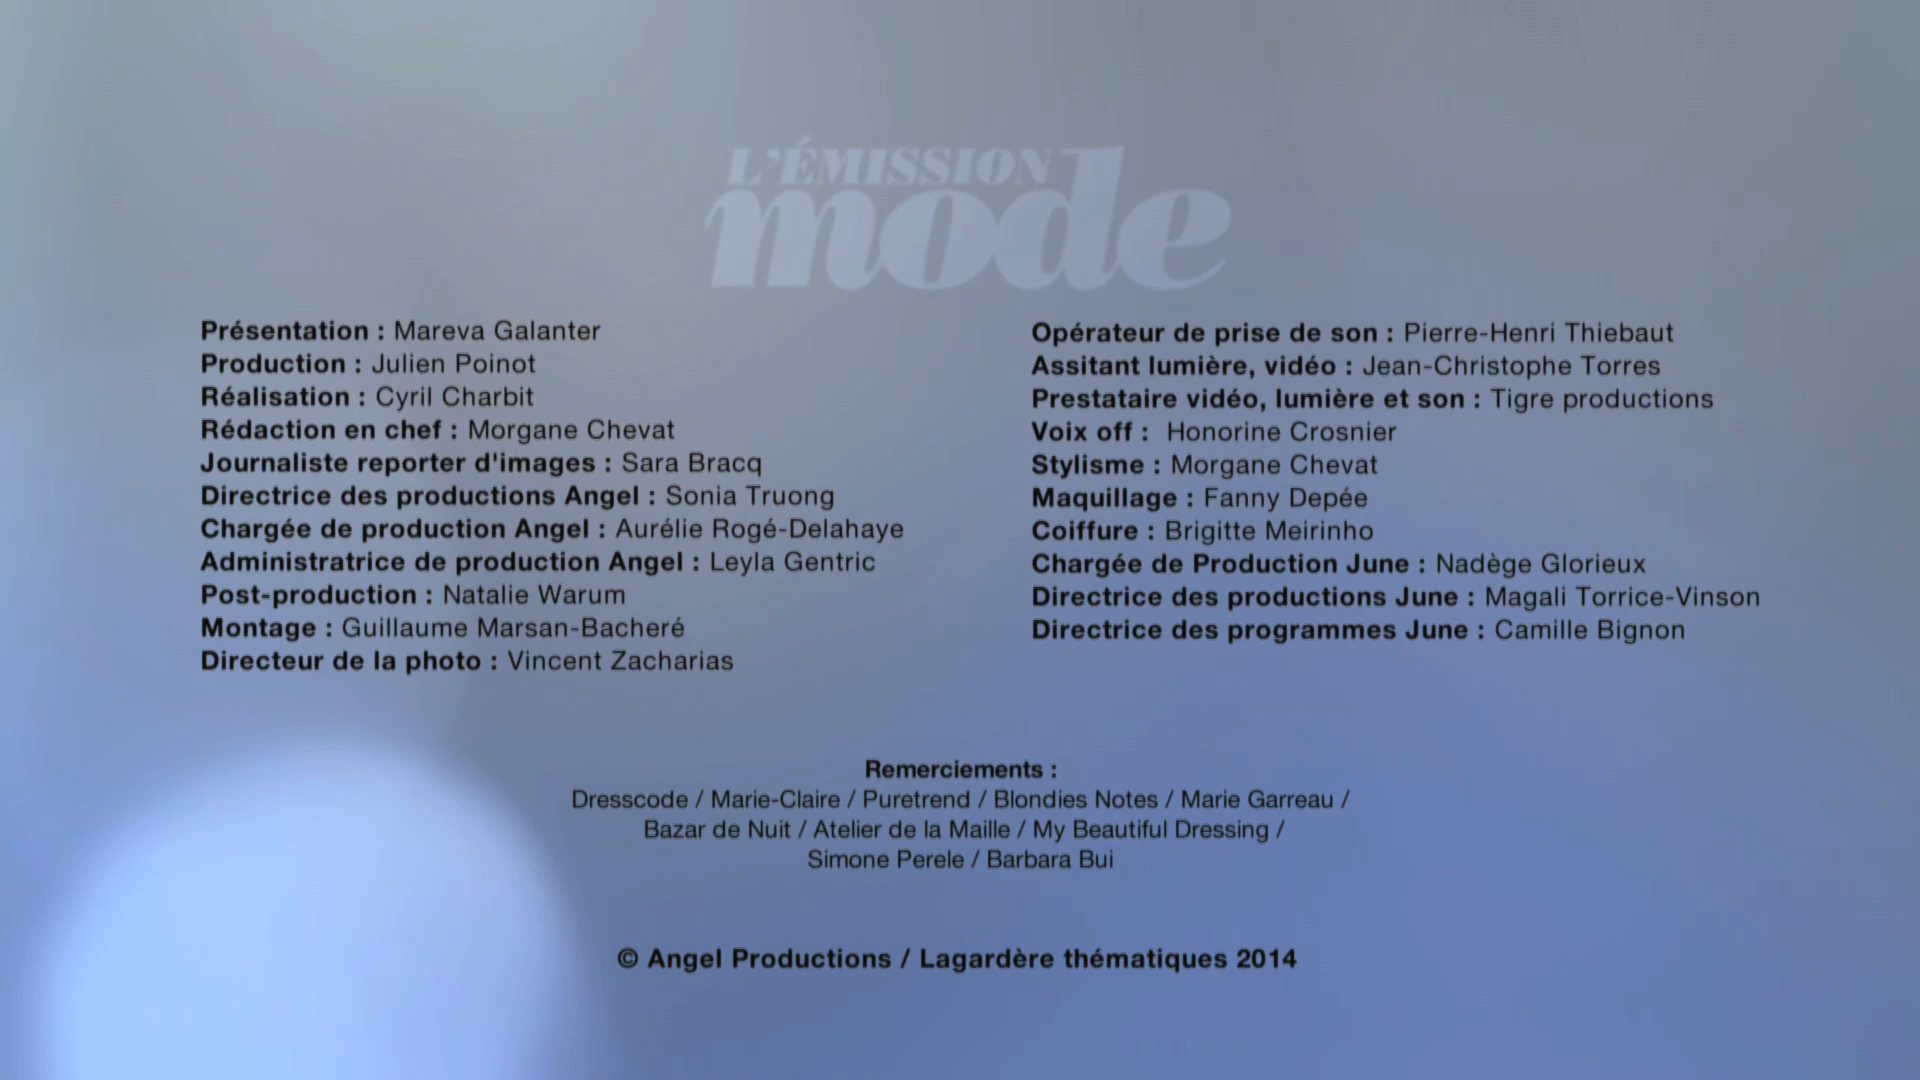 L'ÉMISSION
mode
Présentation : Mareva Galanter
Production : Julien Poinot
Réalisation : Cyril Charbit
Rédaction en chef : Morgane Chevat
Journaliste reporter d'images : Sara Bracq
Directrice des productions Angel : Sonia Truong
Chargée de production Angel : Aurélie Rogé-Delahaye
Administratrice de production Angel : Leyla Gentric
Post-production : Natalie Warum
Montage : Guillaume Marsan-Bacheré
Directeur de la photo : Vincent Zacharias
Opérateur de prise de son : Pierre-Henri Thiebaut
Assitant lumière, vidéo : Jean-Christophe Torres
Prestataire vidéo, lumière et son : Tigre productions
Voix off : Honorine Crosnier
Stylisme : Morgane Chevat
Maquillage : Fanny Depée
Coiffure : Brigitte Meirinho
Chargée de Production June : Nadège Glorieux
Directrice des productions June : Magali Torrice-Vinson
Directrice des programmes June : Camille Bignon
Remerciements :
Dresscode / Marie-Claire / Puretrend / Blondies Notes / Marie Garreau /
Bazar de Nuit / Atelier de la Maille / My Beautiful Dressing /
Simone Perele / Barbara Bui
© Angel Productions / Lagardère thématiques 2014